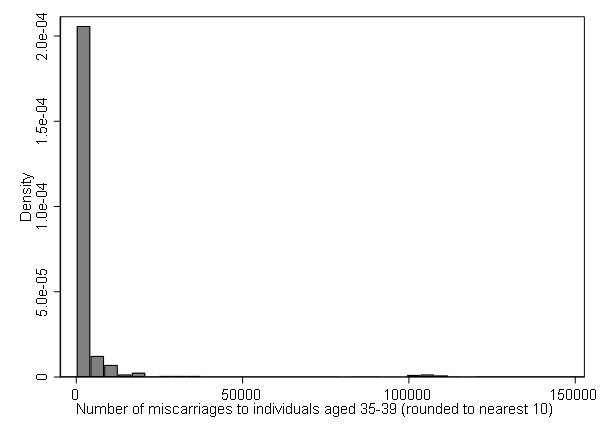 2.0e-04
1.5e-04
1.0e-04
5.0e-05
0
Density
0 50000 100000 150000
Number of miscarriages to individuals aged 35-39 (rounded to nearest 10)